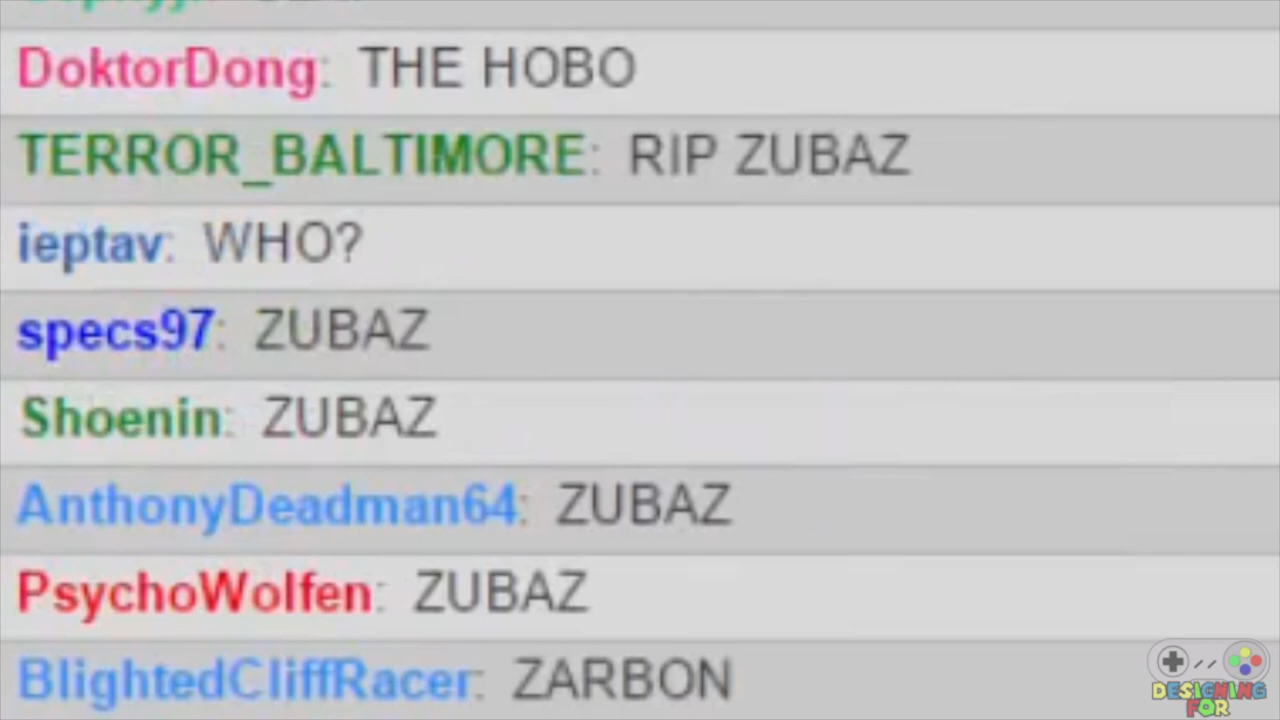 DoktorDong: THE HOBO
TERROR_BALTIMORE: RIP ZUBAZ
ieptav: WHO?
specs97: ZUBAZ
Shoenin: ZUBAZ
AnthonyDeadman64: ZUBAZ
PsychoWolfen: ZUBAZ
BlightedCliffRacer: ZARBON
DESIGNING
FOR